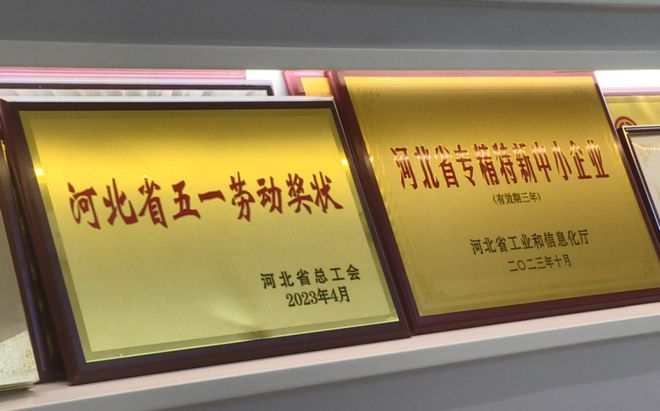 河北省五一劳动奖状
河北省总工会
2023年4月
河北省专精特新中小企业
(有效期三年)
河北省工业和信息化厅
二〇二三年十月